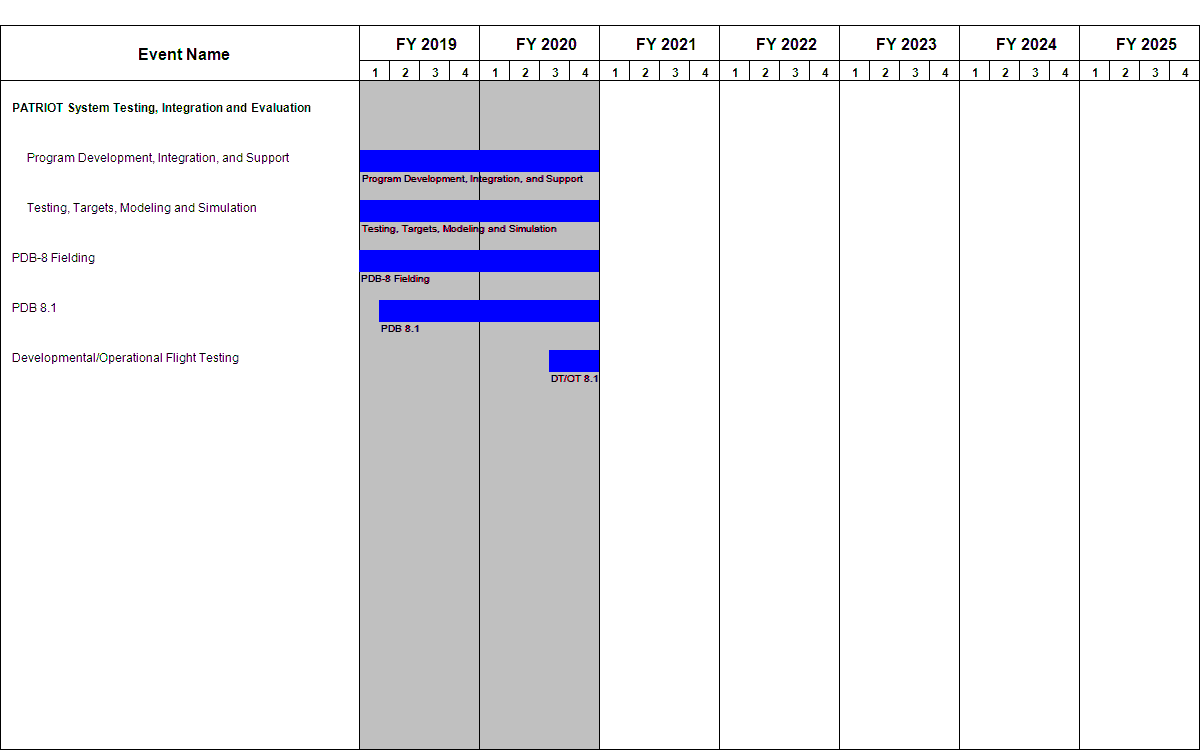 Event Name FY 2019 FY 2020 FY 2021 FY 2022 FY 2023 FY 2024 FY 2025
1 2 3 4 1 2 3 4 1 2 3 4 1 2 3 4 1 2 3 4 1 2 3 4 1 2 3 4
PATRIOT System Testing, Integration and Evaluation
Program Development, Integration, and Support
Program Development, Integration, and Support
Testing, Targets, Modeling and Simulation
Testing, Targets, Modeling and Simulation
PDB-8 Fielding
PDB-8 Fielding
PDB 8.1
PDB 8.1
Developmental/Operational Flight Testing
DT/OT 8.1